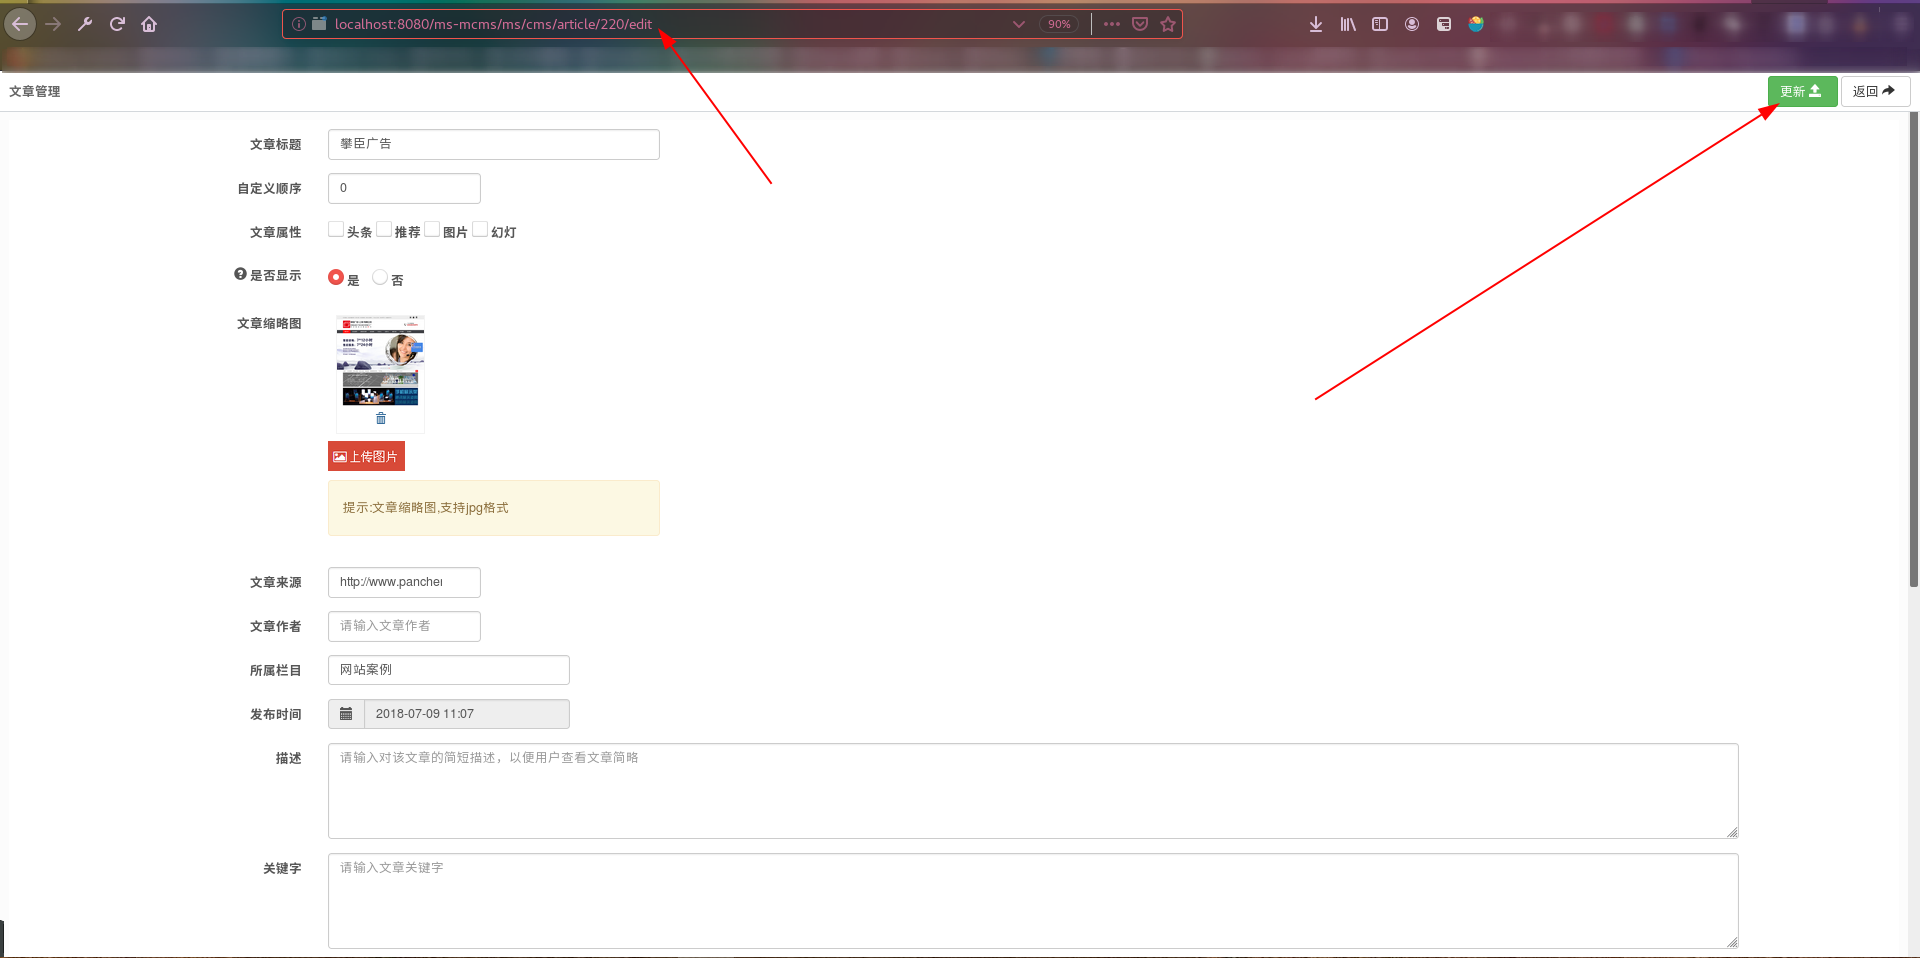 localhost:8080/ms-mcms/ms/cms/article/220/edit
90%
文章管理
更新
返回
文章标题
攀臣广告
自定义顺序
0
文章属性
头条 推荐 图片 幻灯
是否显示
是 否
文章缩略图
上传图片
提示:文章缩略图,支持jpg格式
文章来源
http://www.panche
文章作者
请输入文章作者
所属栏目
网站案例
发布时间
2018-07-09 11:07
描述
请输入对该文章的简短描述，以便用户查看文章简略
关键字
请输入文章关键字